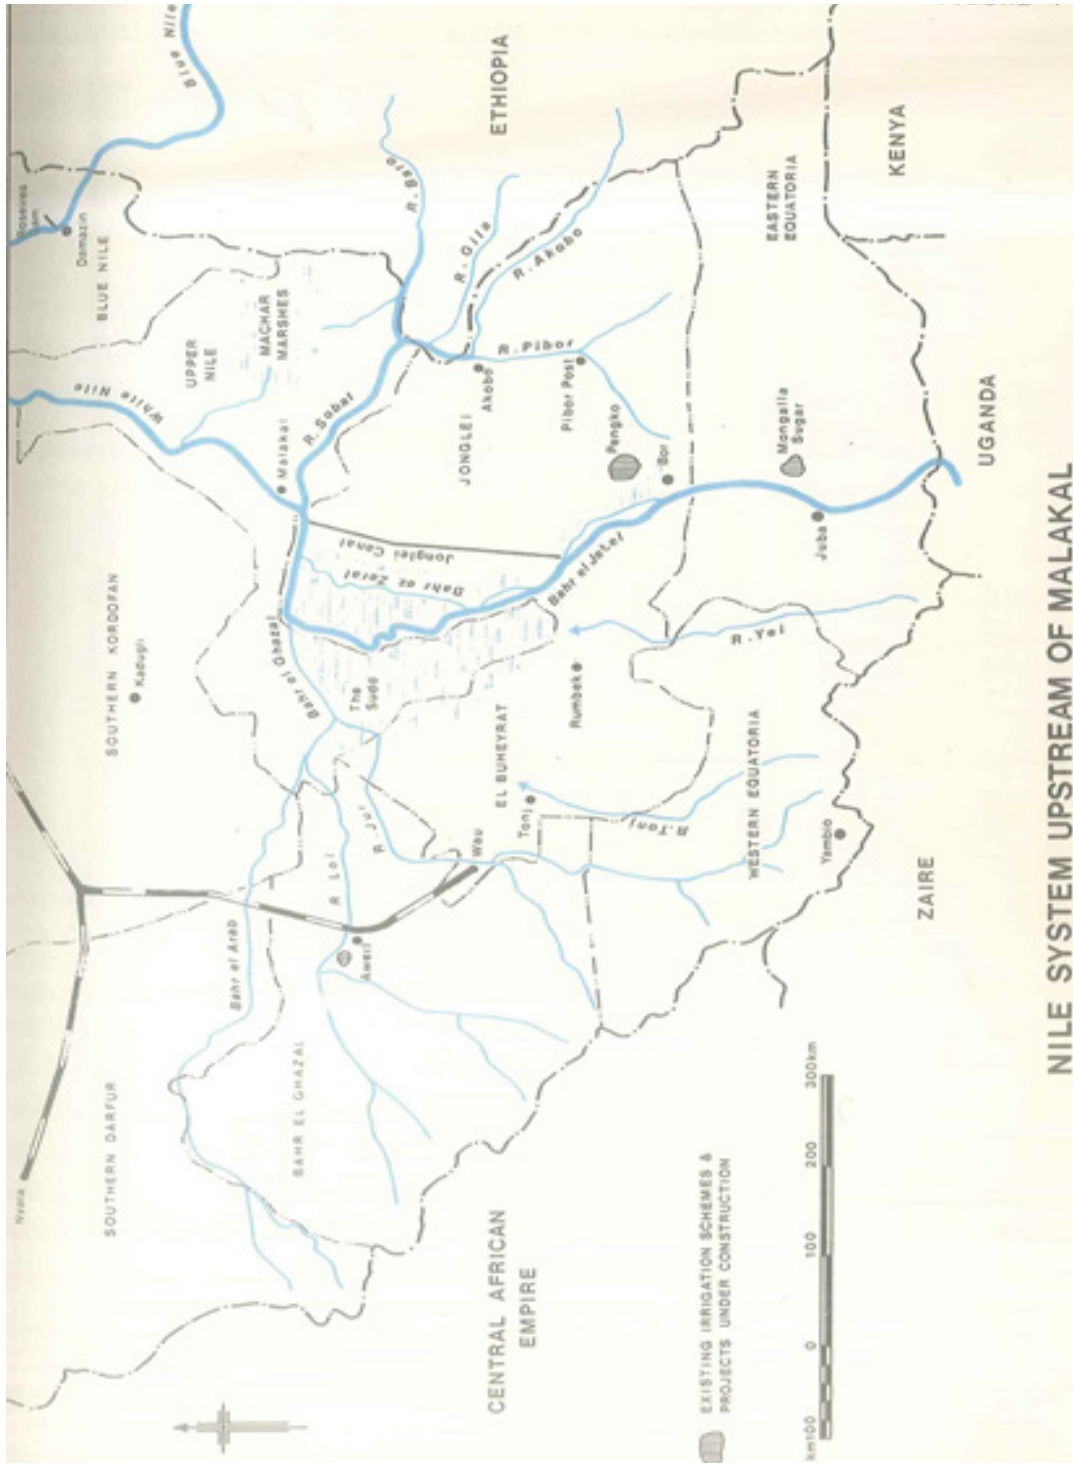 Nyala
SOUTHERN DARFUR
SOUTHERN KORDOFAN
Kadugli
White Nile
Roseires
Dam
Damazin
BLUE NILE
Blue Nile
UPPER
NILE
MACHAR
MARSHES
Malakal
Bahr el Arab
BAHR EL GHAZAL
Bahr el Ghazal
R. Lol
Aweil
R. Jur
The
Sudd
Jonglei Canal
Bahr ez Zeraf
Bahr el Jebel
R. Sobat
R. Baro
R. Gila
R. Akobo
ETHIOPIA
JONGLEI
Akobo
R. Pibor
Pibor Post
Pengko
Bor
Wau
EL BUHEYRAT
Tonj
Rumbek
R. Tonj
R. Yei
WESTERN EQUATORIA
Yambio
Juba
Mongalla
Sugar
EASTERN
EQUATORIA
KENYA
UGANDA
ZAIRE
CENTRAL AFRICAN
EMPIRE
EXISTING IRRIGATION SCHEMES &
PROJECTS UNDER CONSTRUCTION
km100 0 100 200 300km
NILE SYSTEM UPSTREAM OF MALAKAL